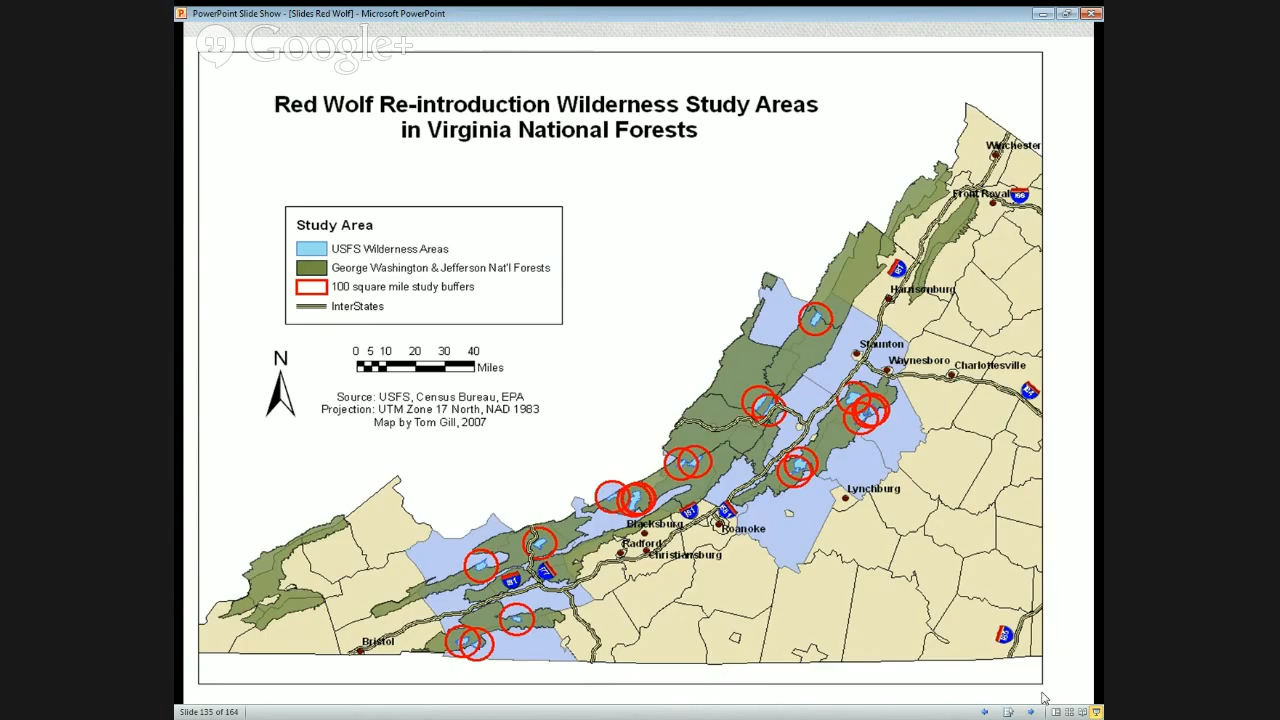 PowerPoint Slide Show - [Slides Red Wolf] - Microsoft PowerPoint
Google+
Red Wolf Re-introduction Wilderness Study Areas
in Virginia National Forests
Winchester
Front Royal
Study Area
USFS Wilderness Areas
George Washington & Jefferson Nat'l Forests
100 square mile study buffers
InterStates
Harrisonburg
N
0 5 10 20 30 40
Miles
Staunton
Waynesboro
Charlottesville
Source: USFS, Census Bureau, EPA
Projection: UTM Zone 17 North, NAD 1983
Map by Tom Gill, 2007
Lynchburg
Blacksburg
Roanoke
Radford
Christiansburg
Bristol
Slide 135 of 164